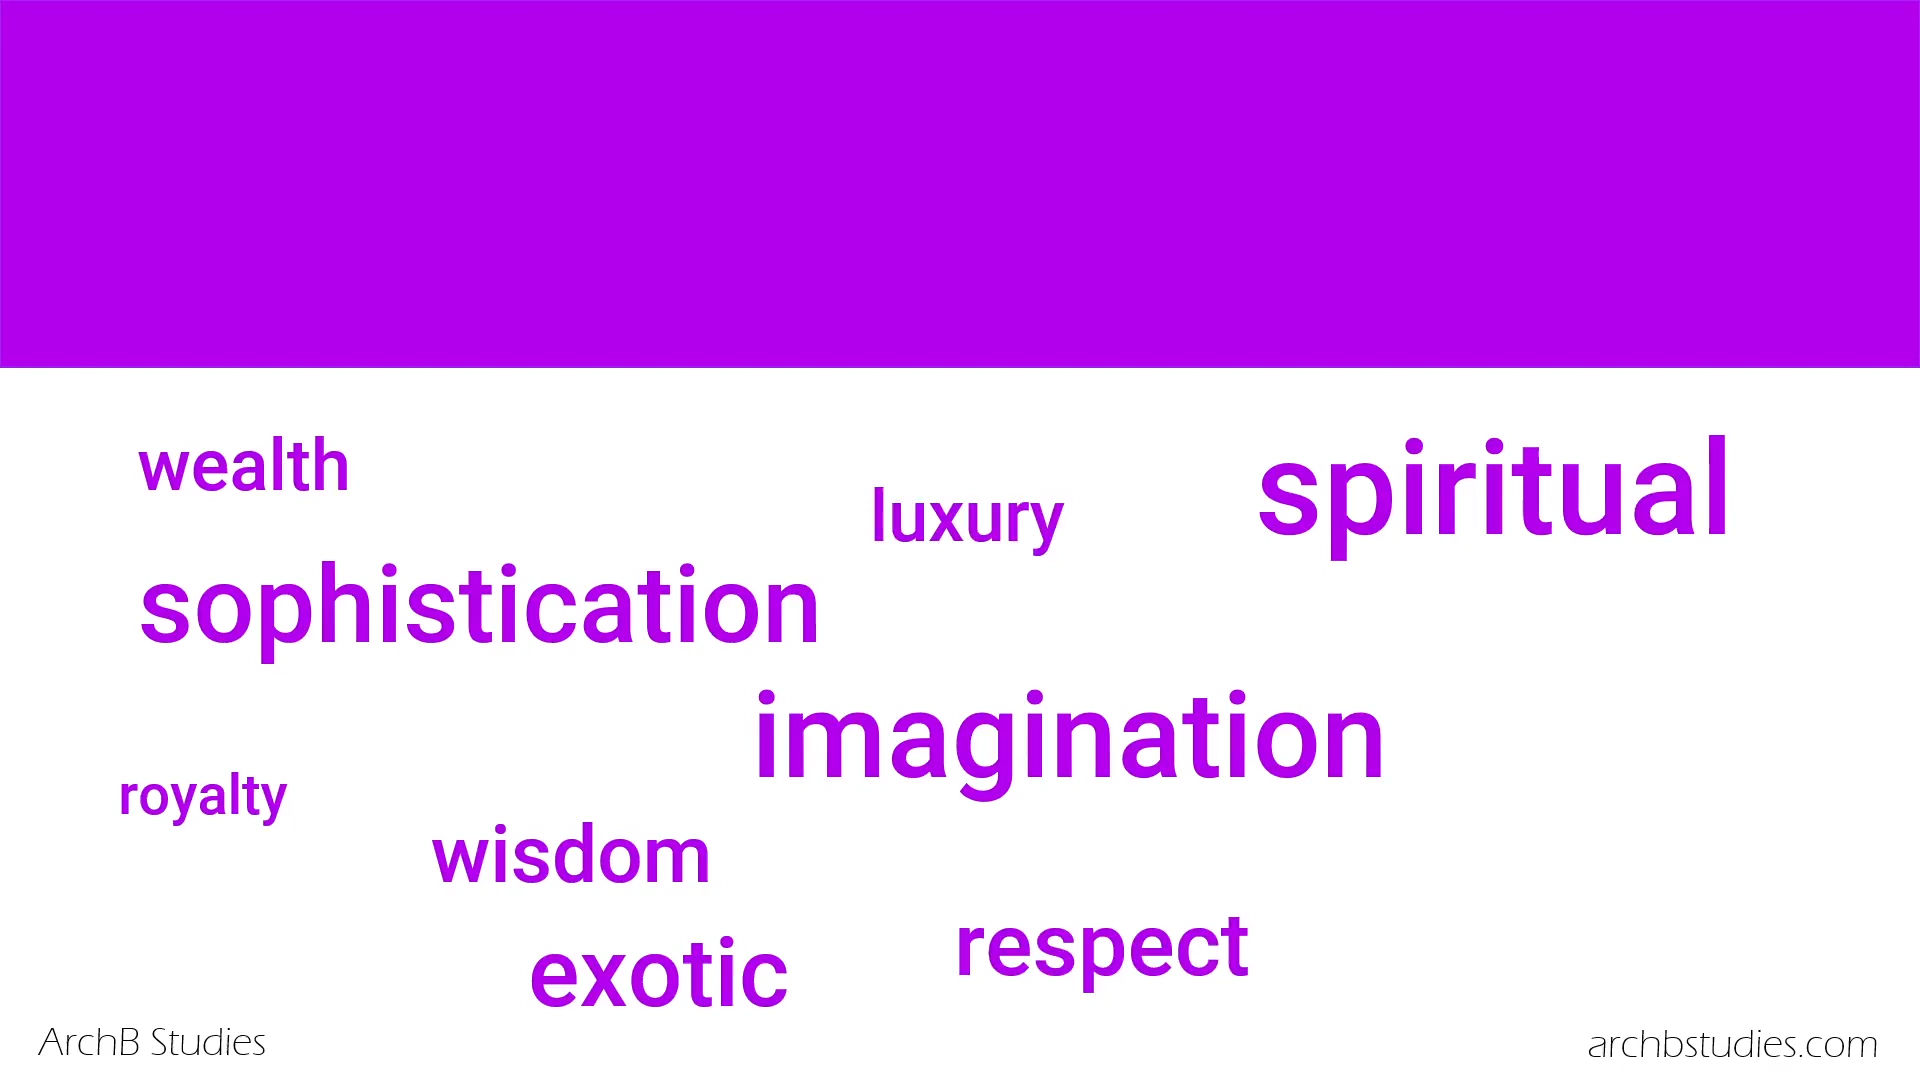 wealth
luxury
spiritual
sophistication
imagination
royalty
wisdom
respect
exotic
ArchB Studies
archbstudies.com